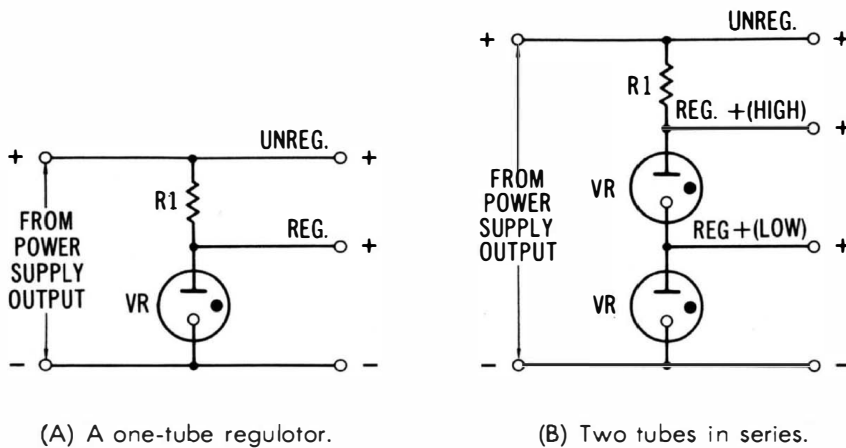 + UNREG. +
R1
REG. +
FROM
POWER
SUPPLY
OUTPUT
VR
- -
(A) A one-tube regulotor.
+ UNREG. +
R1
REG. +(HIGH) +
VR
FROM
POWER
SUPPLY
OUTPUT
REG+(LOW) +
VR
- -
(B) Two tubes in series.